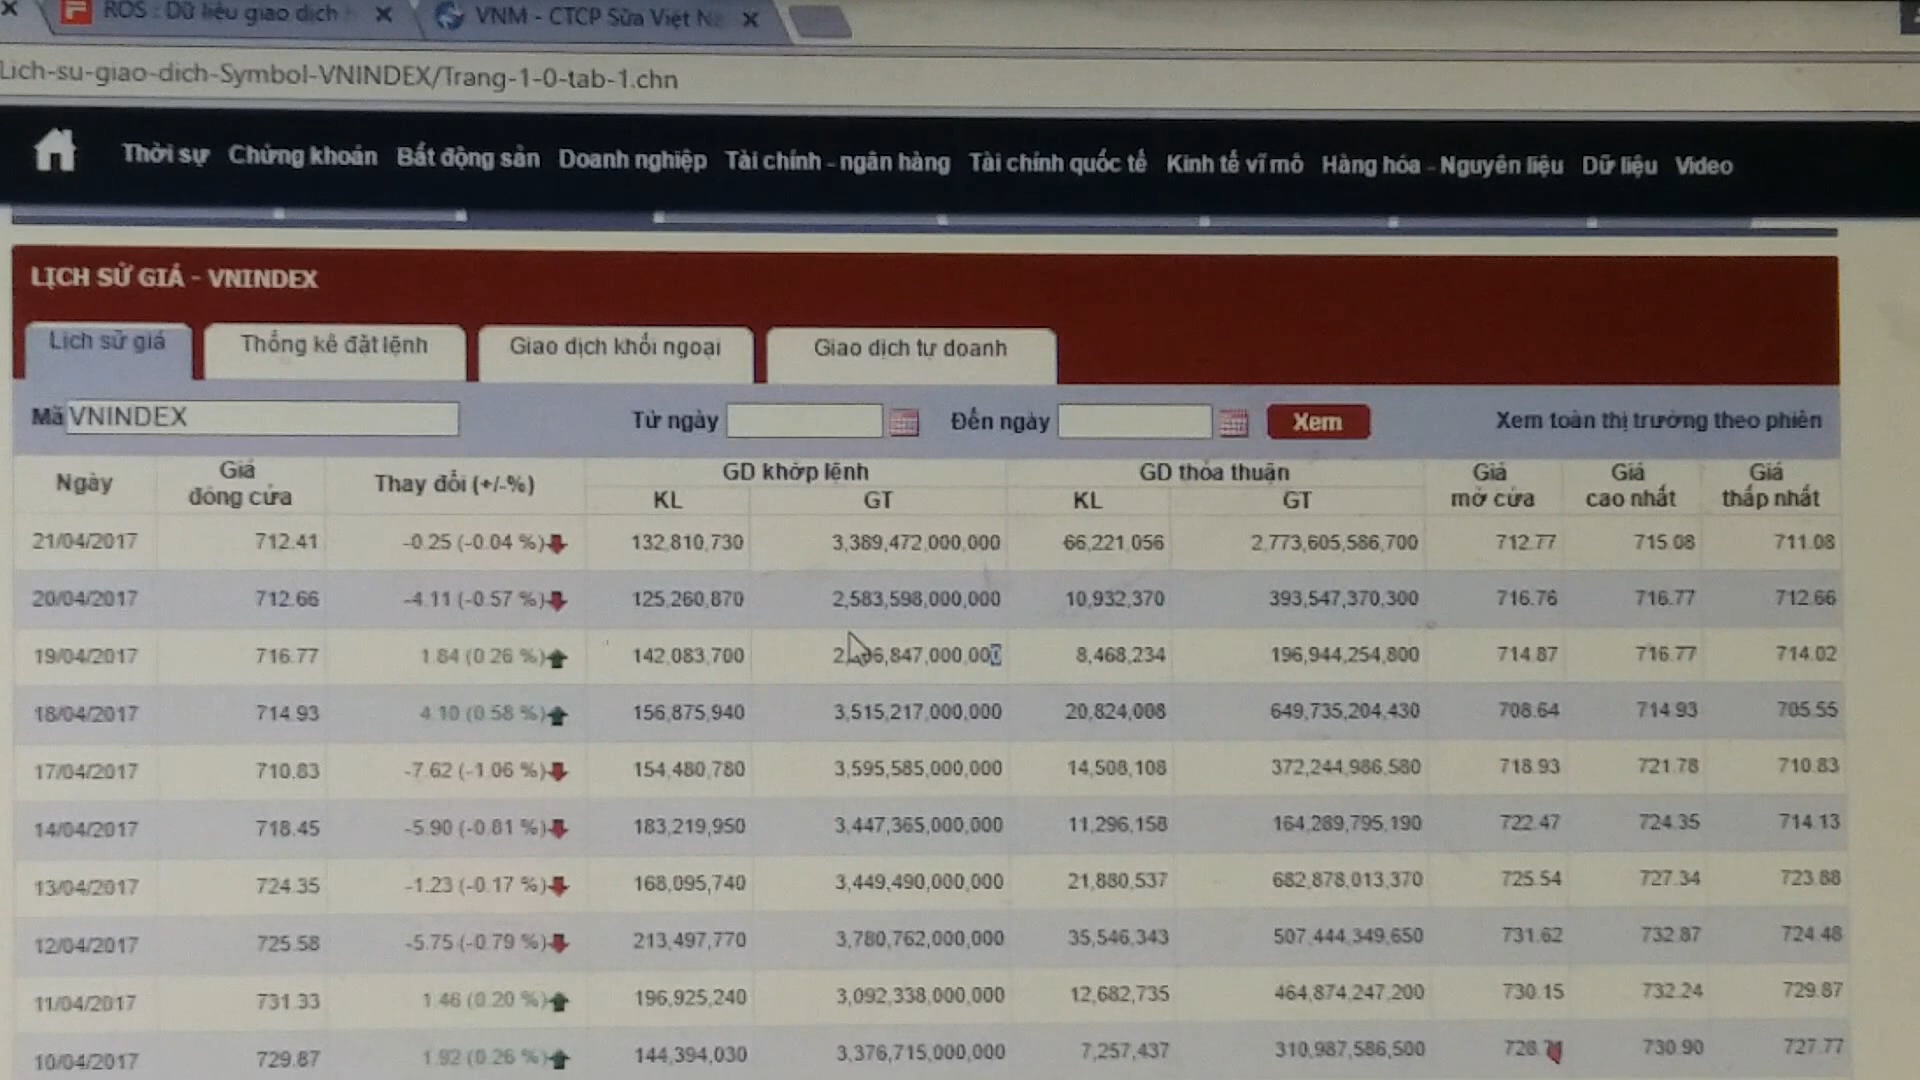 ROS : Dữ liệu giao dịch
VNM - CTCP Sữa Việt Na
Lich-su-giao-dich-Symbol-VNINDEX/Trang-1-0-tab-1.chn
Thời sự Chứng khoán Bất động sản Doanh nghiệp Tài chính - ngân hàng Tài chính quốc tế Kinh tế vĩ mô Hàng hóa - Nguyên liệu Dữ liệu Video
LỊCH SỬ GIÁ - VNINDEX
Lịch sử giá Thống kê đặt lệnh Giao dịch khối ngoại Giao dịch tự doanh
Mã VNINDEX Từ ngày Đến ngày Xem Xem toàn thị trường theo phiên
Ngày Giá đóng cửa Thay đổi (+/-%) GD khớp lệnh GD thỏa thuận Giá mở cửa Giá cao nhất Giá thấp nhất
KL GT KL GT
21/04/2017 712.41 -0.25 (-0.04 %) 132,810,730 3,389,472,000,000 66,221,056 2,773,605,586,700 712.77 715.08 711.08
20/04/2017 712.66 -4.11 (-0.57 %) 125,260,870 2,583,598,000,000 10,932,370 393,547,370,300 716.76 716.77 712.66
19/04/2017 716.77 1.84 (0.26 %) 142,083,700 8,468,234 196,944,254,800 714.87 716.77 714.02
18/04/2017 714.93 4.10 (0.58 %) 156,875,940 3,515,217,000,000 20,824,008 649,735,204,430 708.64 714.93 705.55
17/04/2017 710.83 -7.62 (-1.06 %) 154,480,780 3,595,585,000,000 14,508,108 372,244,986,580 718.93 721.78 710.83
14/04/2017 718.45 -5.90 (-0.81 %) 183,219,950 3,447,365,000,000 11,296,158 164,289,795,190 722.47 724.35 714.13
13/04/2017 724.35 -1.23 (-0.17 %) 168,095,740 3,449,490,000,000 21,880,537 682,878,013,370 725.54 727.34 723.88
12/04/2017 725.58 -5.75 (-0.79 %) 213,497,770 3,780,762,000,000 35,546,343 507,444,349,650 731.62 732.87 724.48
11/04/2017 731.33 1.46 (0.20 %) 196,925,240 3,092,338,000,000 12,682,735 464,874,247,200 730.15 732.24 729.87
10/04/2017 729.87 1.92 (0.26 %) 144,394,030 3,376,715,000,000 7,257,437 310,987,586,500 730.90 727.77